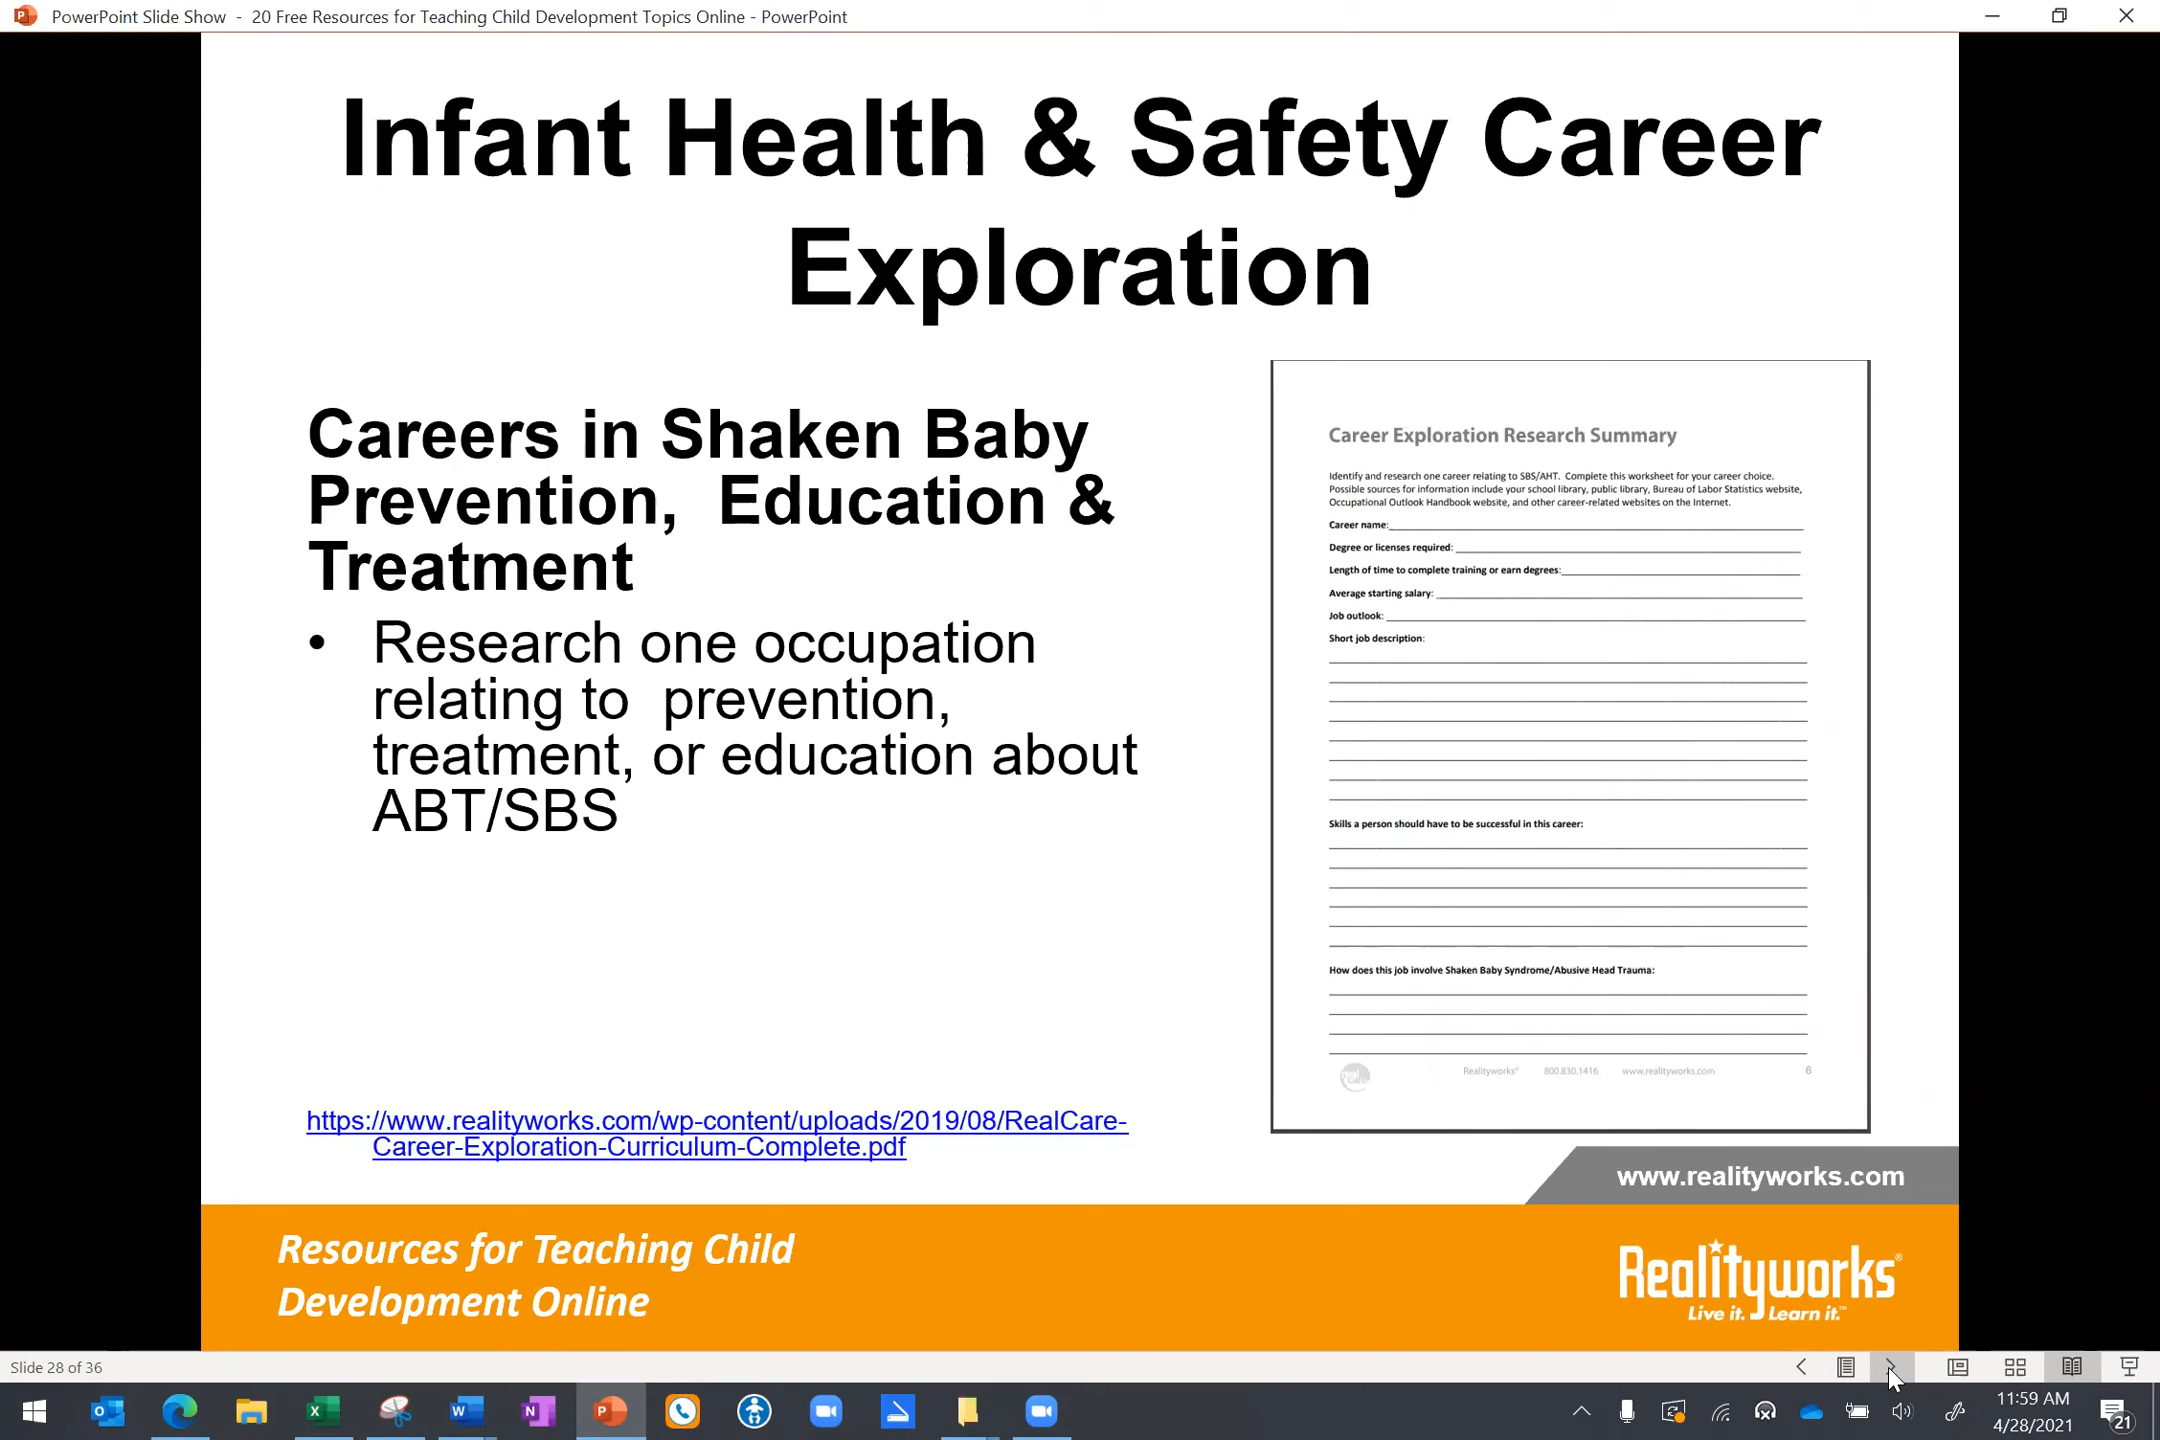 PowerPoint Slide Show - 20 Free Resources for Teaching Child Development Topics Online - PowerPoint
Infant Health & Safety Career
Exploration
Careers in Shaken Baby
Prevention, Education &
Treatment
• Research one occupation
relating to prevention,
treatment, or education about
ABT/SBS
https://www.realityworks.com/wp-content/uploads/2019/08/RealCare-
Career-Exploration-Curriculum-Complete.pdf
Career Exploration Research Summary
Identify and research one career relating to SBS/AHT. Complete this worksheet for your career choice.
Possible sources for information include your school library, public library, Bureau of Labor Statistics website,
Occupational Outlook Handbook website, and other career-related websites on the Internet.
Career name:
Degree or licenses required:
Length of time to complete training or earn degrees:
Average starting salary:
Job outlook:
Short job description:
Skills a person should have to be successful in this career:
How does this job involve Shaken Baby Syndrome/Abusive Head Trauma:
Realityworks® 800.830.1416 www.realityworks.com 6
www.realityworks.com
Resources for Teaching Child
Development Online
Realityworks®
Live it. Learn it.™
Slide 28 of 36
11:59 AM
4/28/2021
21